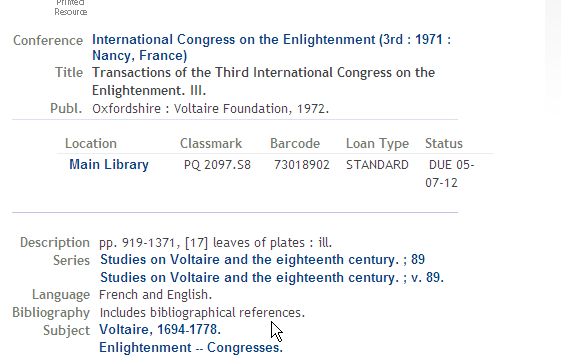 Printed
Resource
Conference International Congress on the Enlightenment (3rd : 1971 :
Nancy, France)
Title Transactions of the Third International Congress on the
Enlightenment. III.
Publ. Oxfordshire : Voltaire Foundation, 1972.
Location Classmark Barcode Loan Type Status
Main Library PQ 2097.S8 73018902 STANDARD DUE 05-
07-12
Description pp. 919-1371, [17] leaves of plates : ill.
Series Studies on Voltaire and the eighteenth century. ; 89
Studies on Voltaire and the eighteenth century. ; v. 89.
Language French and English.
Bibliography Includes bibliographical references.
Subject Voltaire, 1694-1778.
Enlightenment -- Congresses.